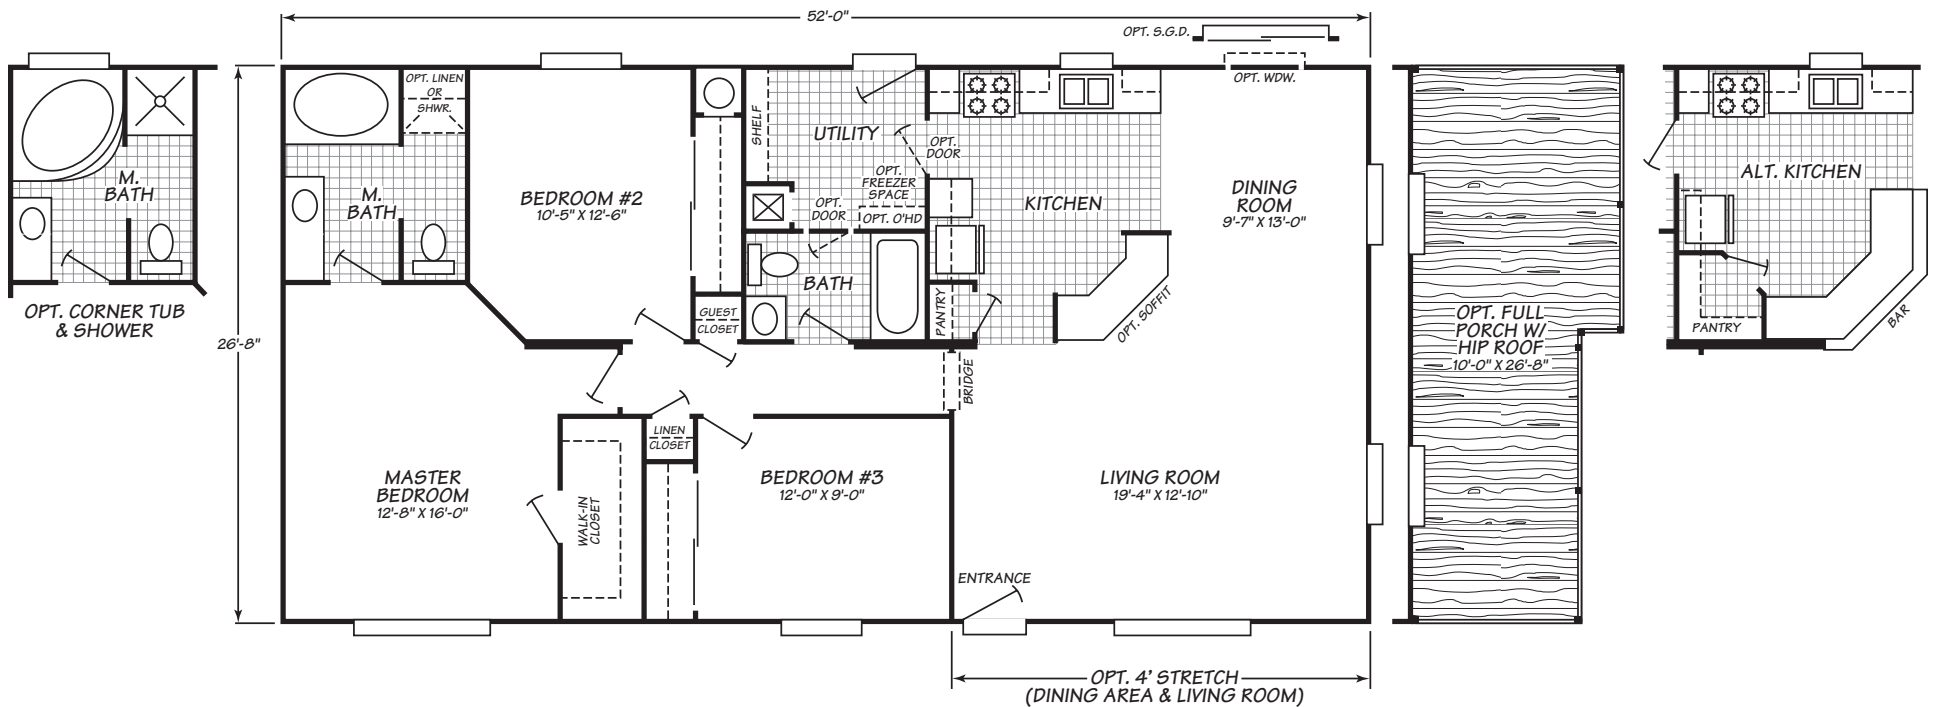 52'-0"
OPT. S.G.D.
OPT. WDW.
M.
BATH
OPT. CORNER TUB
& SHOWER
26'-8"
OPT. LINEN
OR
SHWR.
M.
BATH
BEDROOM #2
10'-5" X 12'-6"
SHELF
UTILITY
OPT.
DOOR
OPT.
FREEZER
SPACE
OPT.
DOOR
OPT. O'HD
BATH
GUEST
CLOSET
KITCHEN
PANTRY
OPT. SOFFIT
DINING
ROOM
9'-7" X 13'-0"
BRIDGE
LINEN
CLOSET
MASTER
BEDROOM
12'-8" X 16'-0"
WALK-IN
CLOSET
BEDROOM #3
12'-0" X 9'-0"
LIVING ROOM
19'-4" X 12'-10"
ENTRANCE
OPT. 4' STRETCH
(DINING AREA & LIVING ROOM)
OPT. FULL
PORCH W/
HIP ROOF
10'-0" X 26'-8"
ALT. KITCHEN
PANTRY
BAR